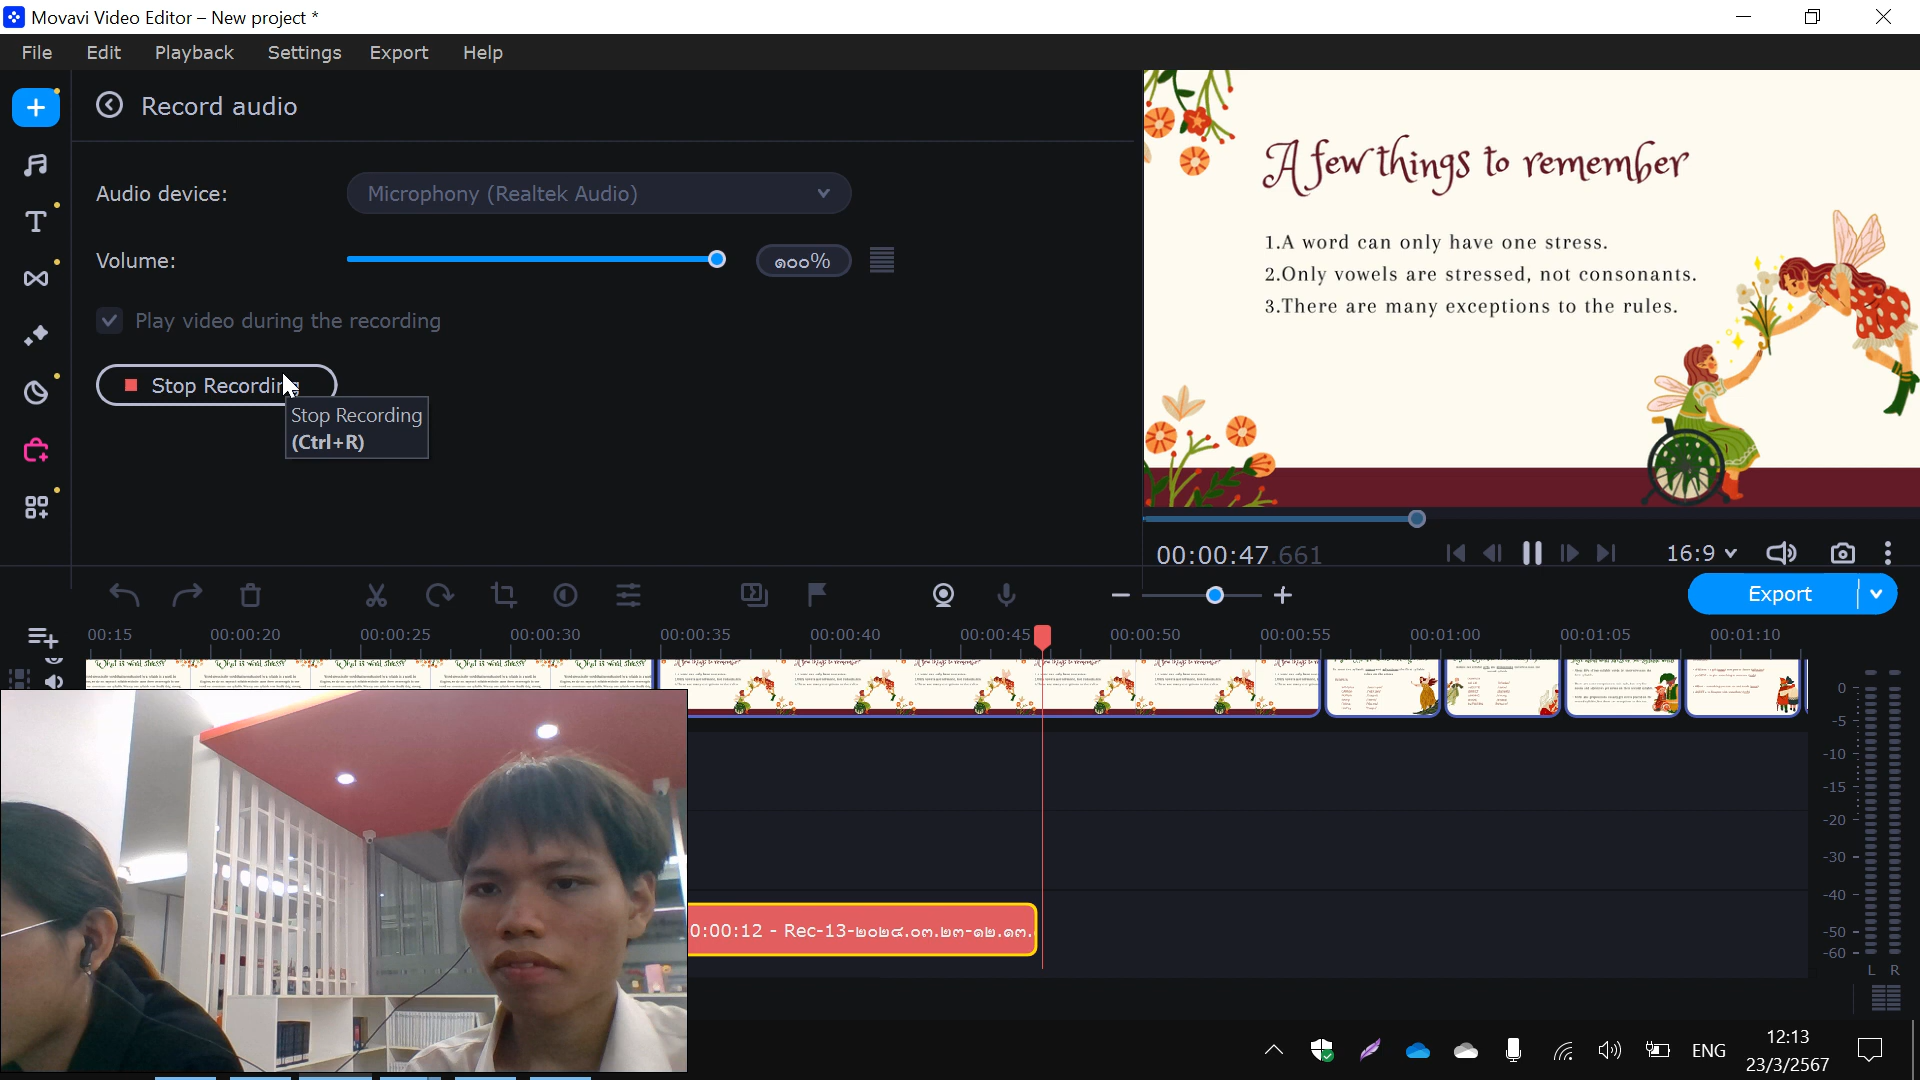 Movavi Video Editor – New project *
File Edit Playback Settings Export Help
Record audio
Audio device: Microphony (Realtek Audio)
Volume: ๑๐๐%
Play video during the recording
Stop Recording
Stop Recording
(Ctrl+R)
A few things to remember
1.A word can only have one stress.
2.Only vowels are stressed, not consonants.
3.There are many exceptions to the rules.
00:00:47.661
16:9
Export
00:15 00:00:20 00:00:25 00:00:30 00:00:35 00:00:40 00:00:45 00:00:50 00:00:55 00:01:00 00:01:05 00:01:10
0
-5
-10
-15
-20
-30
-40
-50
-60
L R
0:00:12 - Rec-13-๒๐๒๔.๐๓.๒๓-๑๒.๑๓.
ENG
12:13
23/3/2567